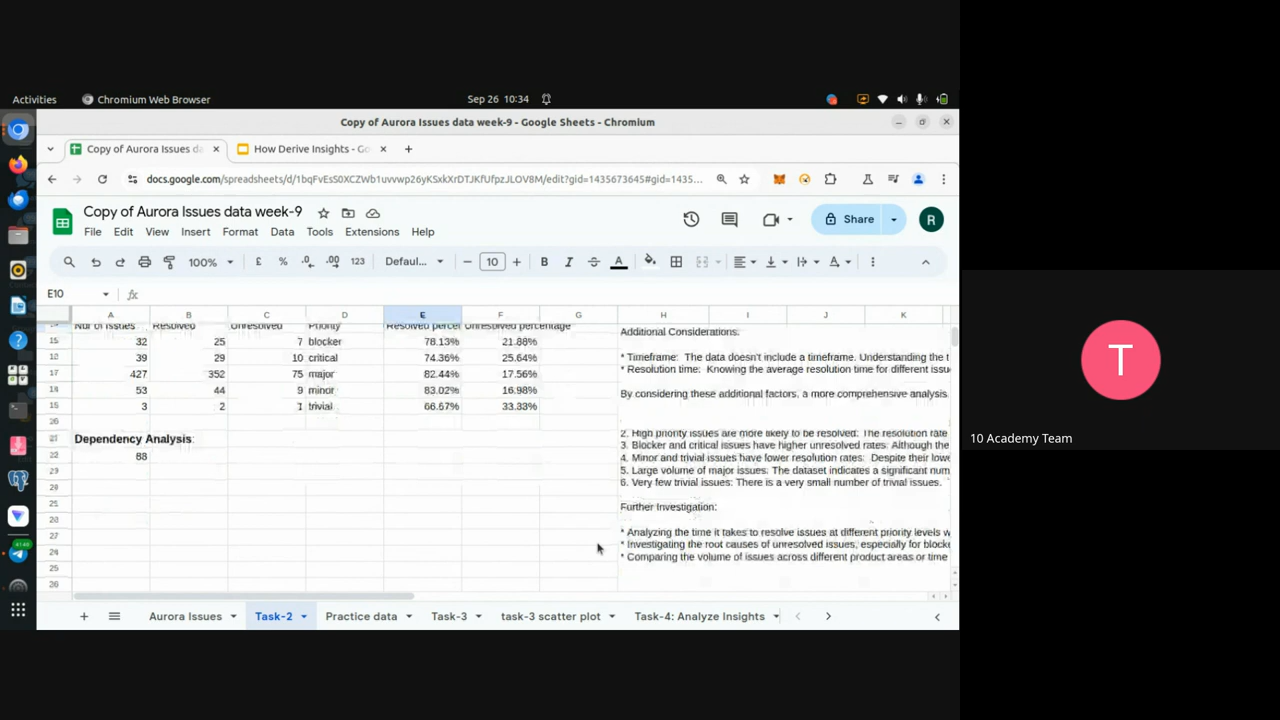 Activities
Chromium Web Browser
Sep 26 10:34
Copy of Aurora Issues data week-9 - Google Sheets - Chromium
Copy of Aurora Issues d
How Derive Insights - Go
docs.google.com/spreadsheets/d/1bqFvEsS0XCZWb1uvvwp26yKSxkXrDTJKfUfpzJLOV8M/edit?gid=1435673645#gid=1435...
Copy of Aurora Issues data week-9
Share
R
File Edit View Insert Format Data Tools Extensions Help
100% £ % .0 .00 123 Defaul... 10 B I A
E10
A B C D E F G H I J K
Resolved Unresolved Priority Resolved percer Unresolved percentage
32 25 7 blocker 78.13% 21.88%
39 29 10 critical 74.36% 25.64%
427 352 75 major 82.44% 17.56%
53 44 9 minor 83.02% 16.98%
3 2 1 trivial 66.67% 33.33%
Dependency Analysis:
88
Additional Considerations:
* Timeframe: The data doesn't include a timeframe. Understanding the t
* Resolution time: Knowing the average resolution time for different issu
By considering these additional factors, a more comprehensive analysis
2. High priority issues are more likely to be resolved: The resolution rate
3. Blocker and critical issues have higher unresolved rates: Although the
4. Minor and trivial issues have lower resolution rates: Despite their lowe
5. Large volume of major issues: The dataset indicates a significant num
6. Very few trivial issues: There is a very small number of trivial issues.
Further Investigation:
* Analyzing the time it takes to resolve issues at different priority levels w
* Investigating the root causes of unresolved issues, especially for blocke
* Comparing the volume of issues across different product areas or time
Aurora Issues Task-2 Practice data Task-3 task-3 scatter plot Task-4: Analyze Insights
T
10 Academy Team